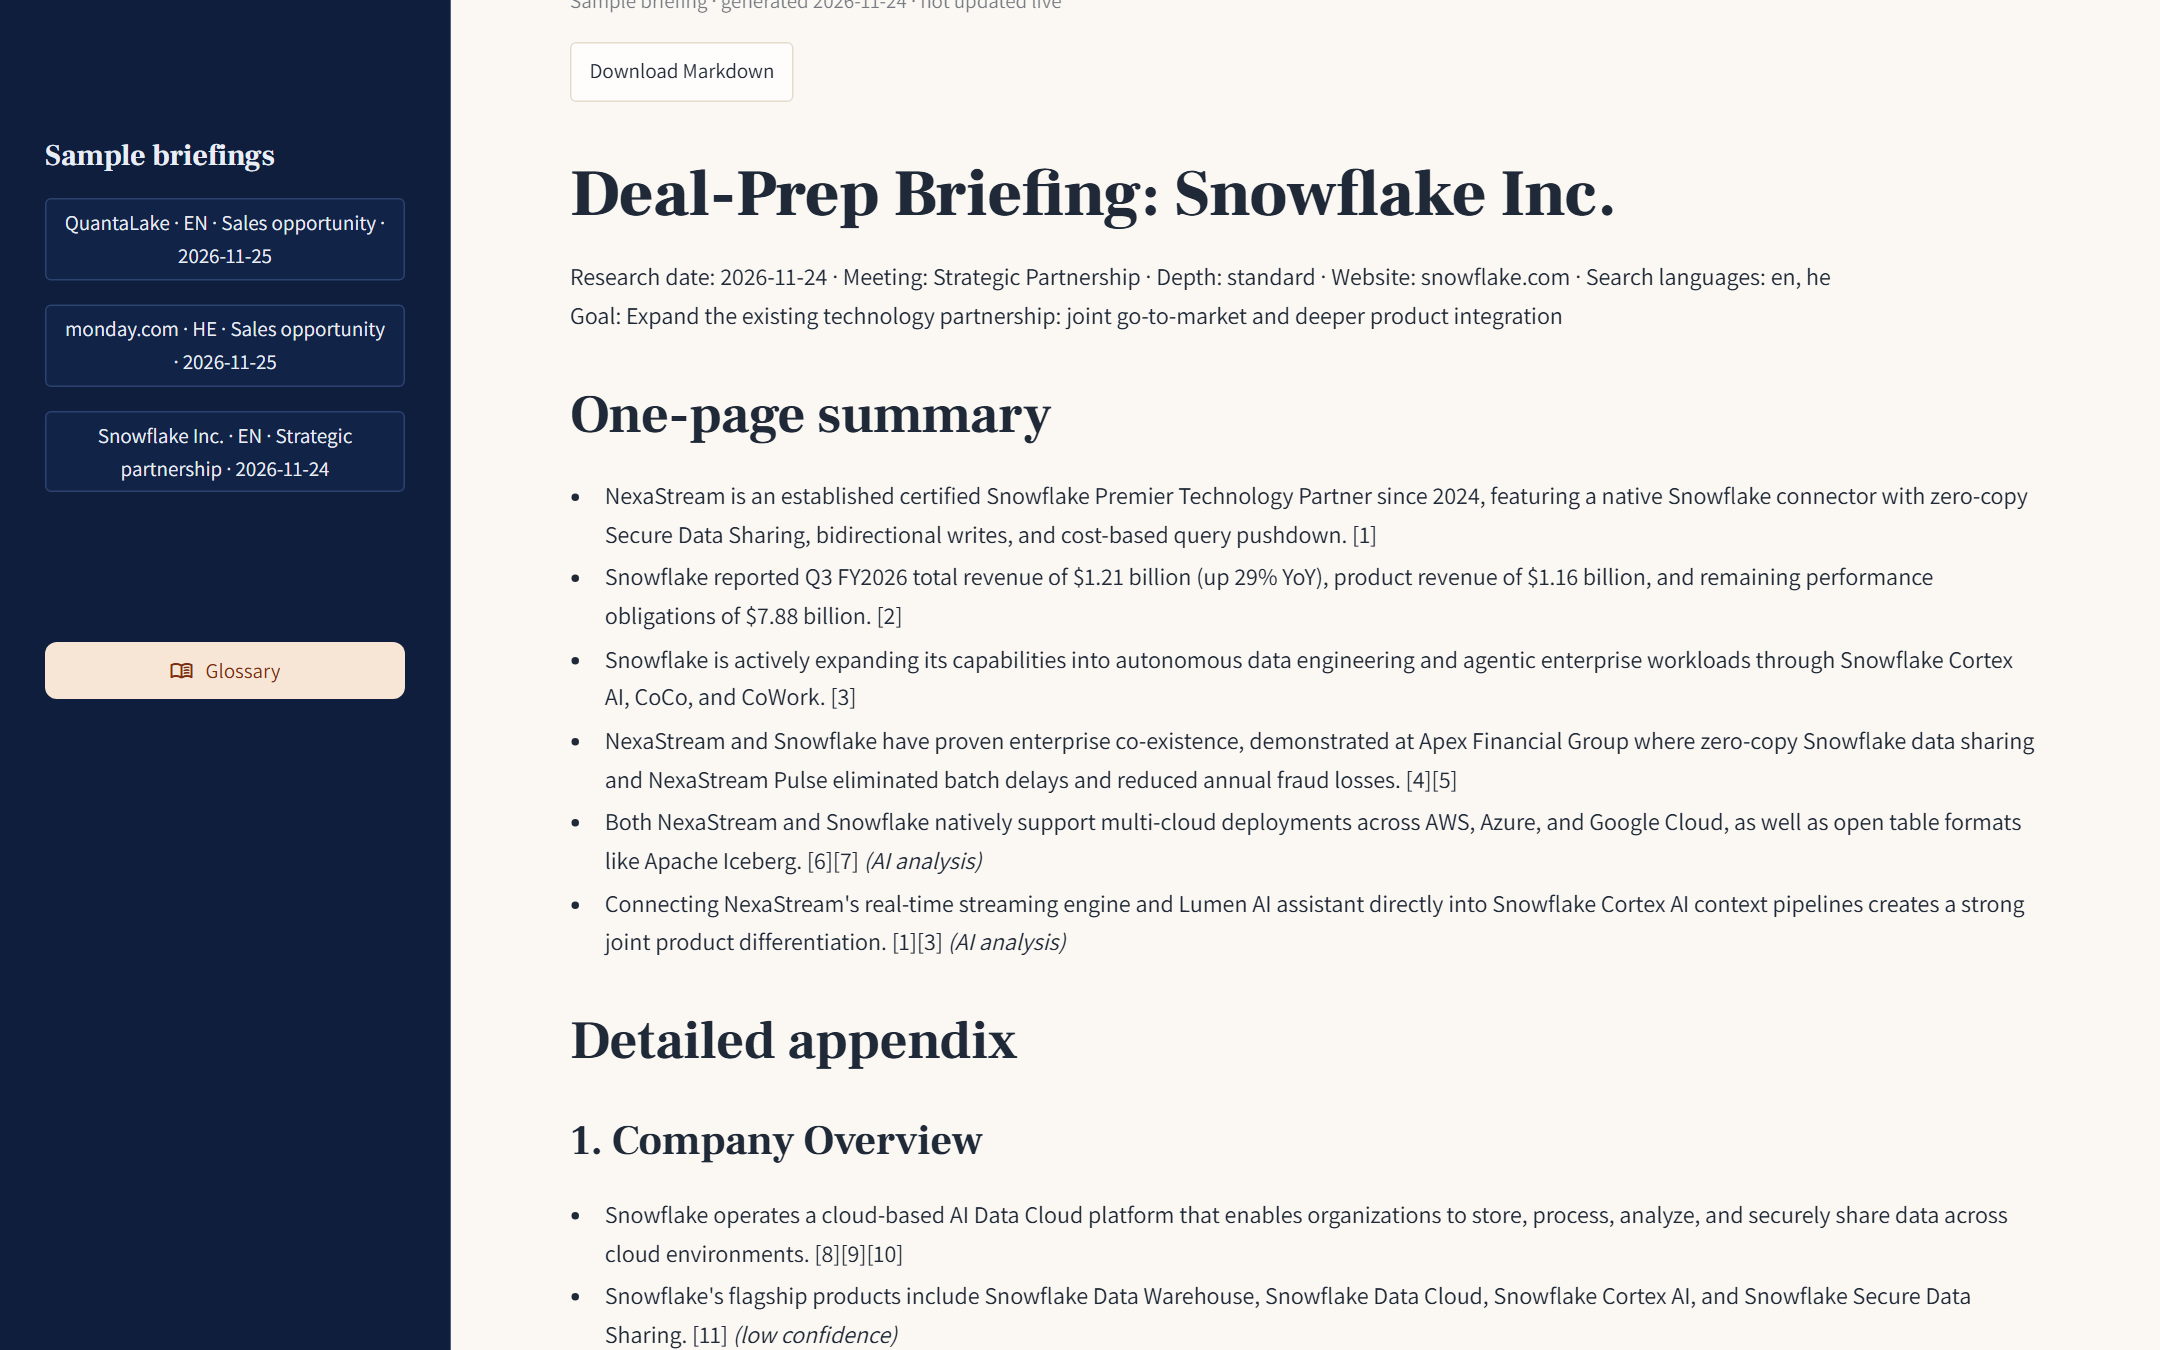 Sample briefings
QuantaLake · EN · Sales opportunity ·
2026-11-25
monday.com · HE · Sales opportunity
· 2026-11-25
Snowflake Inc. · EN · Strategic
partnership · 2026-11-24
Glossary
Sample briefing · generated 2026-11-24 · not updated live
Download Markdown
Deal-Prep Briefing: Snowflake Inc.
Research date: 2026-11-24 · Meeting: Strategic Partnership · Depth: standard · Website: snowflake.com · Search languages: en, he
Goal: Expand the existing technology partnership: joint go-to-market and deeper product integration
One-page summary
• NexaStream is an established certified Snowflake Premier Technology Partner since 2024, featuring a native Snowflake connector with zero-copy
Secure Data Sharing, bidirectional writes, and cost-based query pushdown. [1]
• Snowflake reported Q3 FY2026 total revenue of $1.21 billion (up 29% YoY), product revenue of $1.16 billion, and remaining performance
obligations of $7.88 billion. [2]
• Snowflake is actively expanding its capabilities into autonomous data engineering and agentic enterprise workloads through Snowflake Cortex
AI, CoCo, and CoWork. [3]
• NexaStream and Snowflake have proven enterprise co-existence, demonstrated at Apex Financial Group where zero-copy Snowflake data sharing
and NexaStream Pulse eliminated batch delays and reduced annual fraud losses. [4][5]
• Both NexaStream and Snowflake natively support multi-cloud deployments across AWS, Azure, and Google Cloud, as well as open table formats
like Apache Iceberg. [6][7] (AI analysis)
• Connecting NexaStream's real-time streaming engine and Lumen AI assistant directly into Snowflake Cortex AI context pipelines creates a strong
joint product differentiation. [1][3] (AI analysis)
Detailed appendix
1. Company Overview
• Snowflake operates a cloud-based AI Data Cloud platform that enables organizations to store, process, analyze, and securely share data across
cloud environments. [8][9][10]
• Snowflake's flagship products include Snowflake Data Warehouse, Snowflake Data Cloud, Snowflake Cortex AI, and Snowflake Secure Data
Sharing. [11] (low confidence)